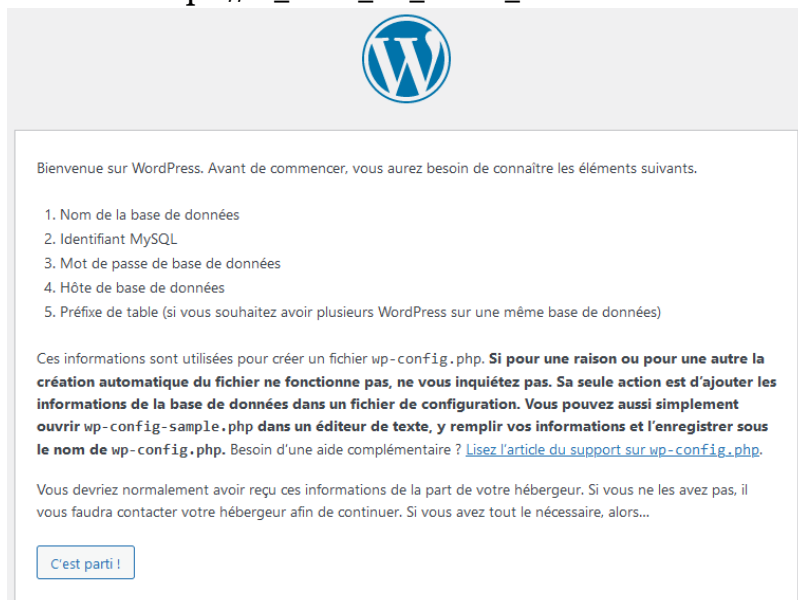 Bienvenue sur WordPress. Avant de commencer, vous aurez besoin de connaître les éléments suivants.
1. Nom de la base de données
2. Identifiant MySQL
3. Mot de passe de base de données
4. Hôte de base de données
5. Préfixe de table (si vous souhaitez avoir plusieurs WordPress sur une même base de données)
Ces informations sont utilisées pour créer un fichier wp-config.php. Si pour une raison ou pour une autre la
création automatique du fichier ne fonctionne pas, ne vous inquiétez pas. Sa seule action est d’ajouter les
informations de la base de données dans un fichier de configuration. Vous pouvez aussi simplement
ouvrir wp-config-sample.php dans un éditeur de texte, y remplir vos informations et l’enregistrer sous
le nom de wp-config.php. Besoin d’une aide complémentaire ? Lisez l’article du support sur wp-config.php.
Vous devriez normalement avoir reçu ces informations de la part de votre hébergeur. Si vous ne les avez pas, il
vous faudra contacter votre hébergeur afin de continuer. Si vous avez tout le nécessaire, alors…
C’est parti !